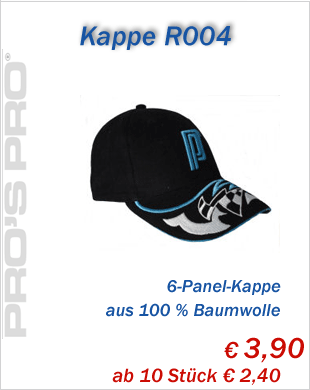 Kappe R004
PRO'S PRO®
P
6-Panel-Kappe
aus 100 % Baumwolle
€ 3,90
ab 10 Stück € 2,40